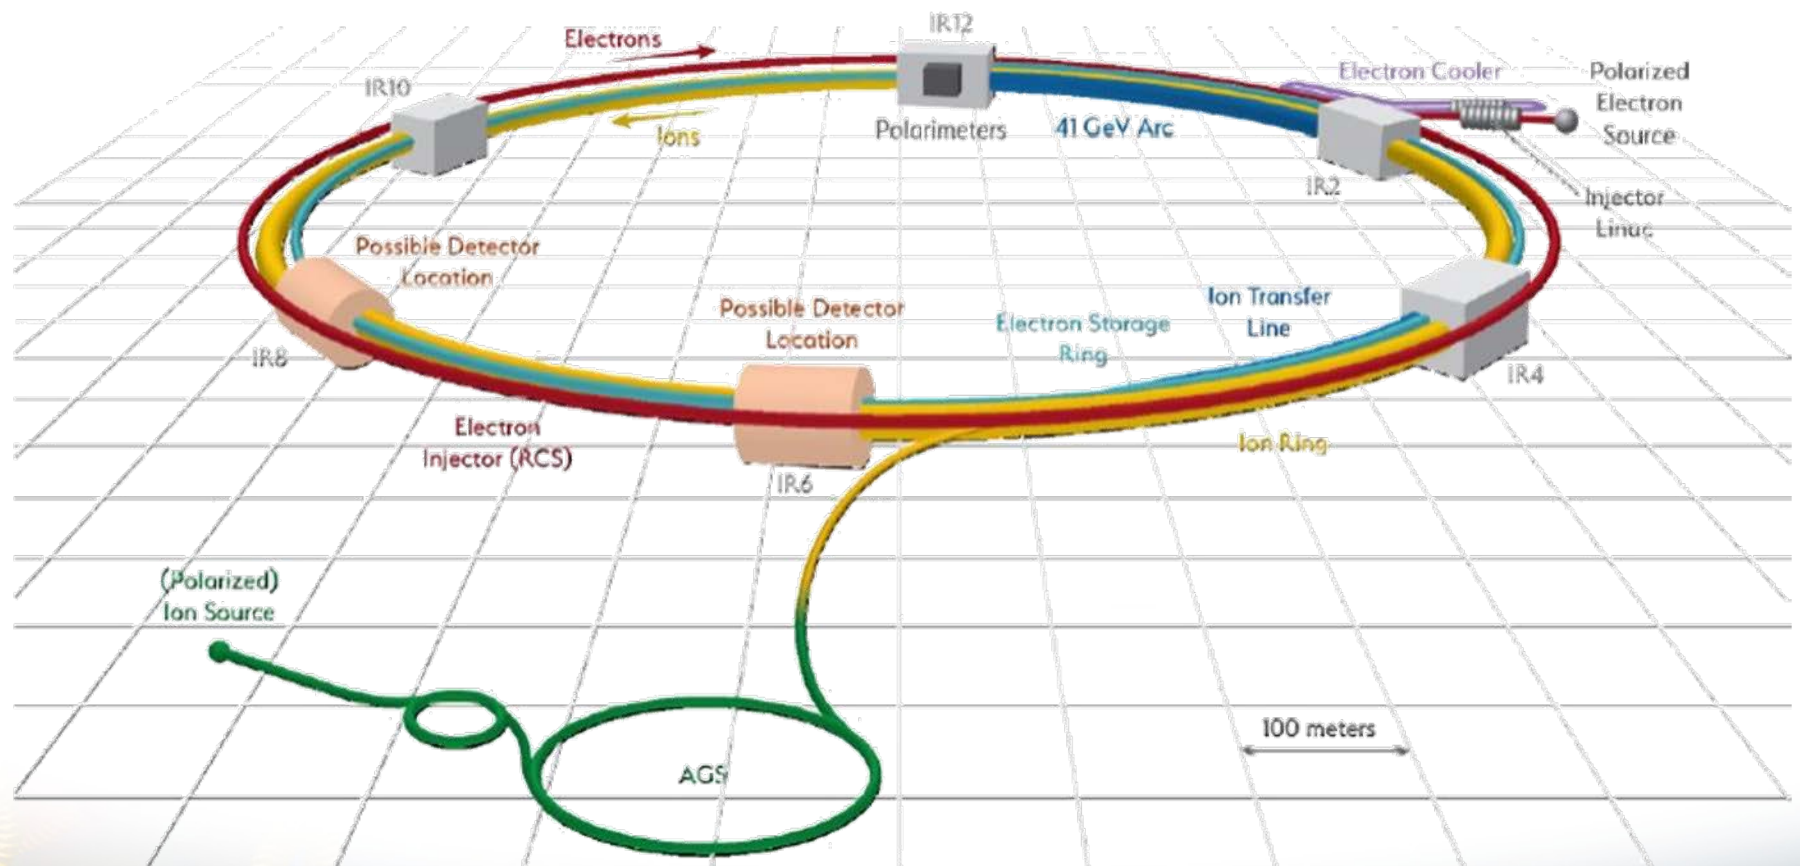 IR12
Electrons
IR10
Electron Cooler
Polarized
Electron
Source
Ions
Polarimeters
41 GeV Arc
IR2
Injector
Linac
Possible Detector
Location
Possible Detector
Location
Ion Transfer
Line
Electron Storage
Ring
IR8
IR4
Electron
Injector (RCS)
Ion Ring
IR6
(Polarized)
Ion Source
100 meters
AGS